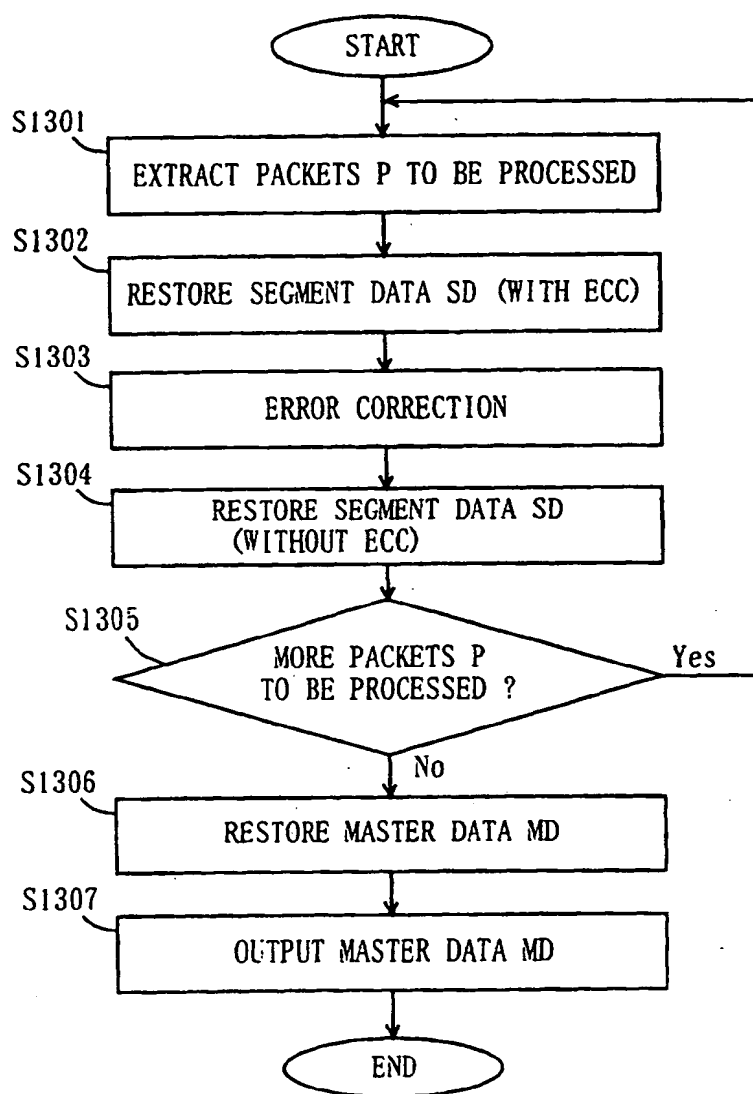 START
S1301
EXTRACT PACKETS P TO BE PROCESSED
S1302
RESTORE SEGMENT DATA SD (WITH ECC)
S1303
ERROR CORRECTION
S1304
RESTORE SEGMENT DATA SD
(WITHOUT ECC)
S1305
MORE PACKETS P
TO BE PROCESSED ?
Yes
No
S1306
RESTORE MASTER DATA MD
S1307
OUTPUT MASTER DATA MD
END